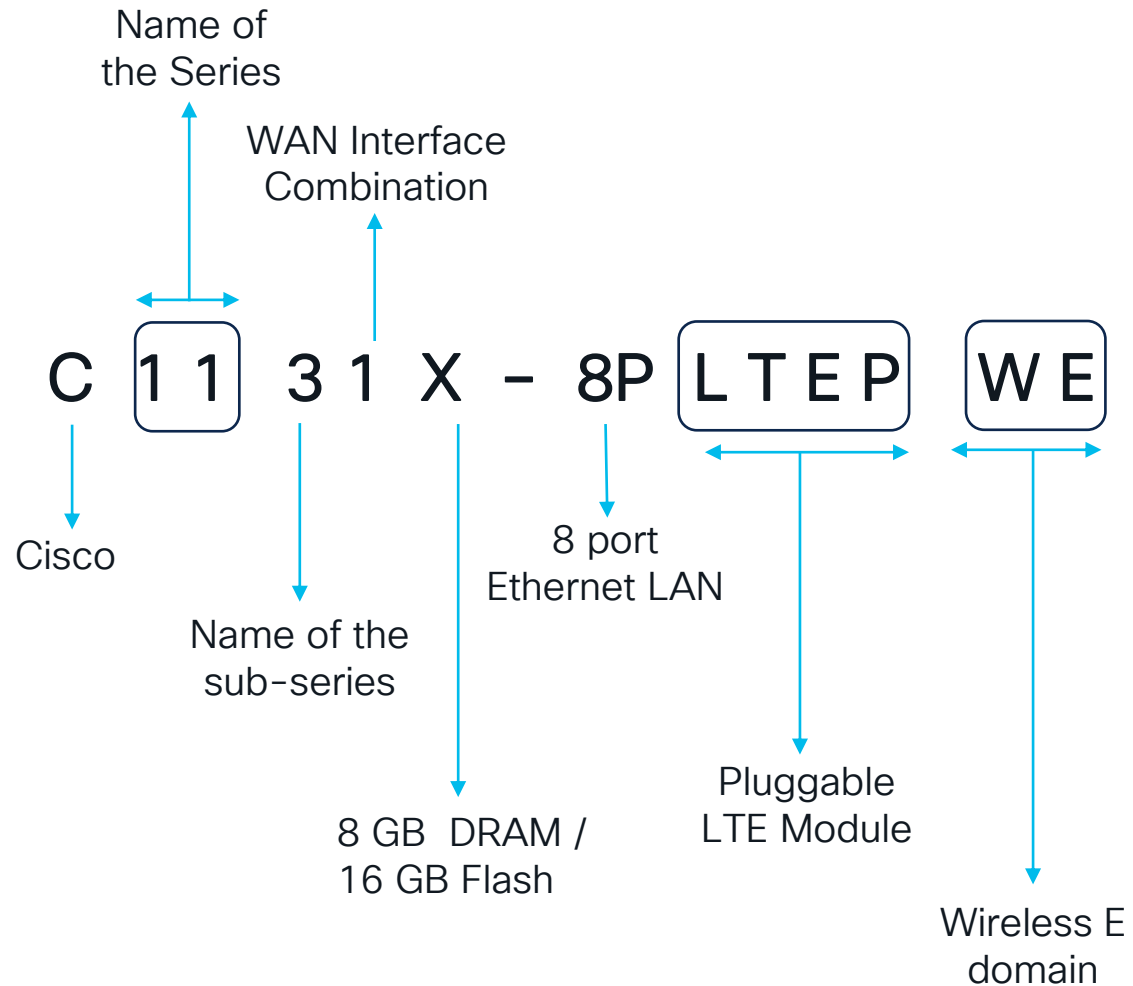 Name of
the Series
WAN Interface
Combination
C 11 31X - 8P LTEP WE
Cisco
8 port
Ethernet LAN
Name of the
sub-series
Pluggable
LTE Module
8 GB DRAM /
16 GB Flash
Wireless E
domain